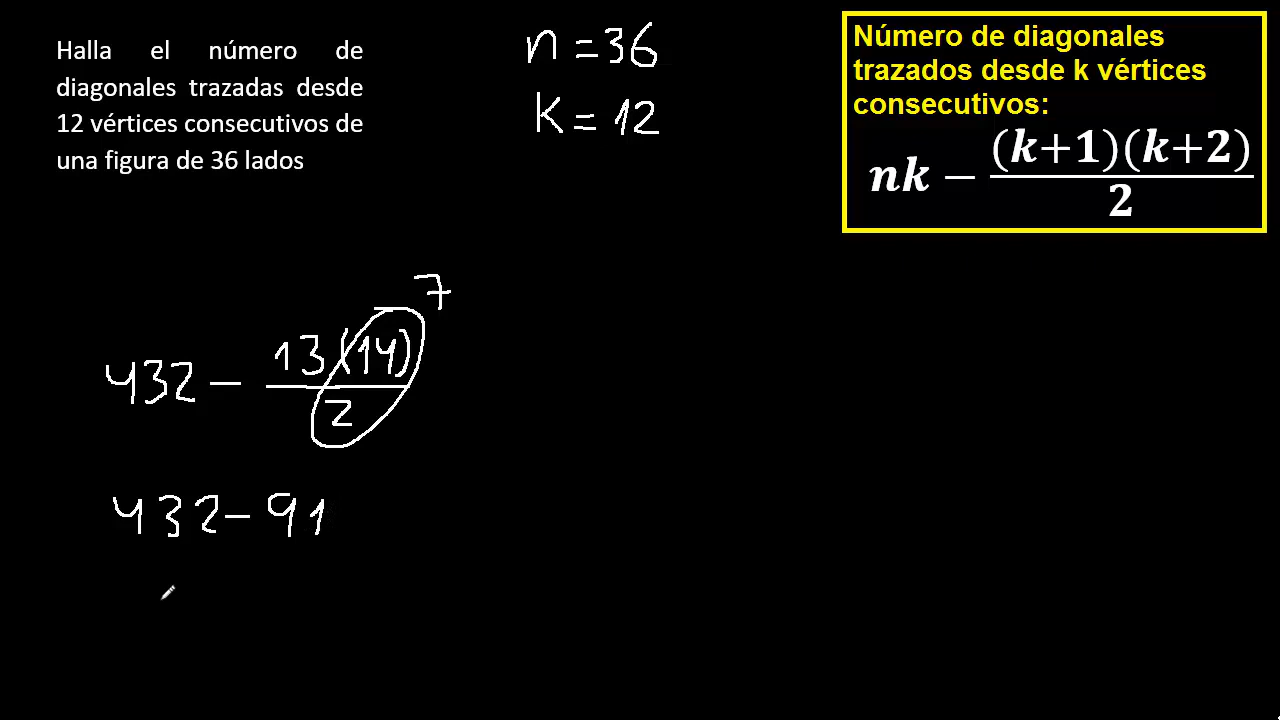 Halla el número de
diagonales trazadas desde
12 vértices consecutivos de
una figura de 36 lados
n = 36
K = 12
Número de diagonales
trazados desde k vértices
consecutivos:
nk − (k+1)(k+2)
2
7
432 − 13(14)
2
432 − 91